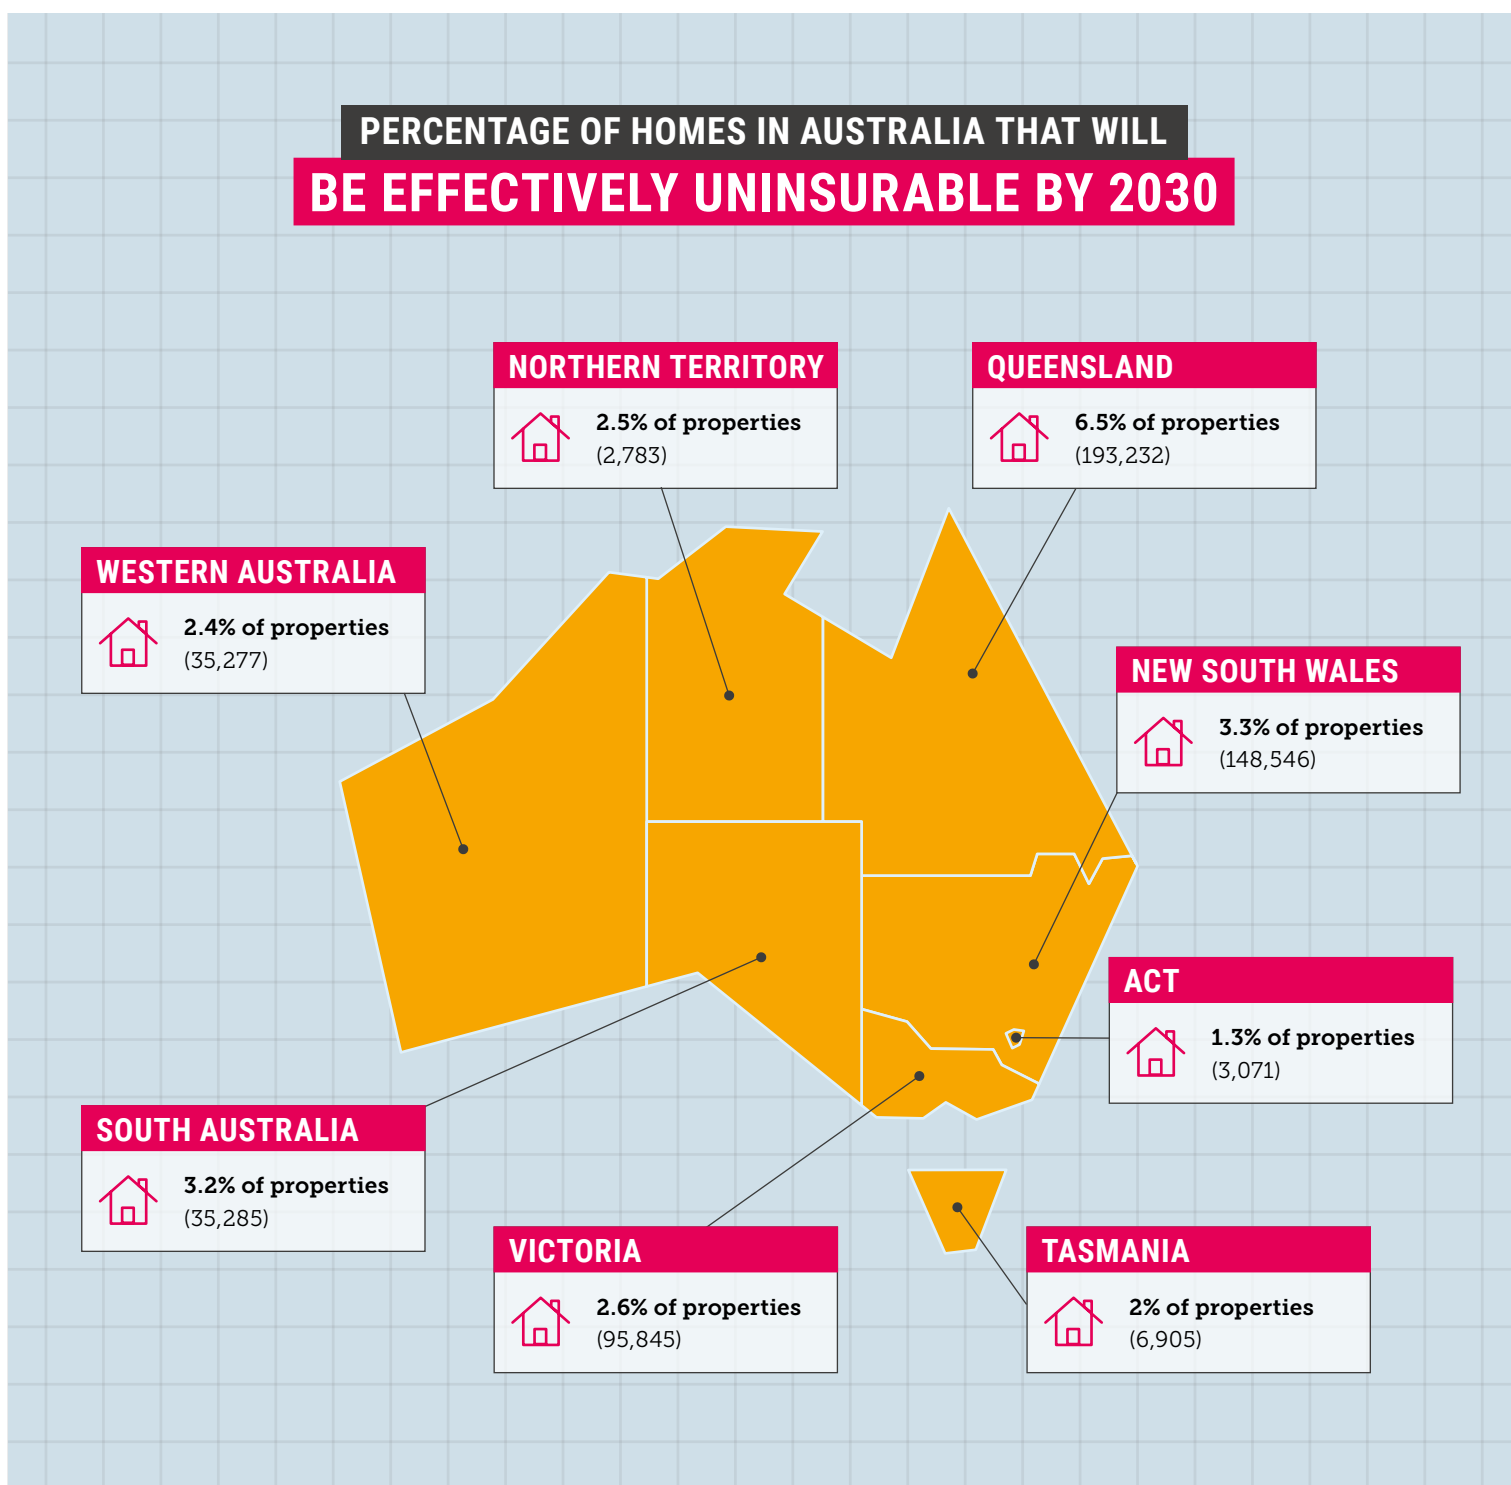 PERCENTAGE OF HOMES IN AUSTRALIA THAT WILL
BE EFFECTIVELY UNINSURABLE BY 2030
NORTHERN TERRITORY
2.5% of properties
(2,783)
QUEENSLAND
6.5% of properties
(193,232)
WESTERN AUSTRALIA
2.4% of properties
(35,277)
NEW SOUTH WALES
3.3% of properties
(148,546)
ACT
1.3% of properties
(3,071)
SOUTH AUSTRALIA
3.2% of properties
(35,285)
VICTORIA
2.6% of properties
(95,845)
TASMANIA
2% of properties
(6,905)